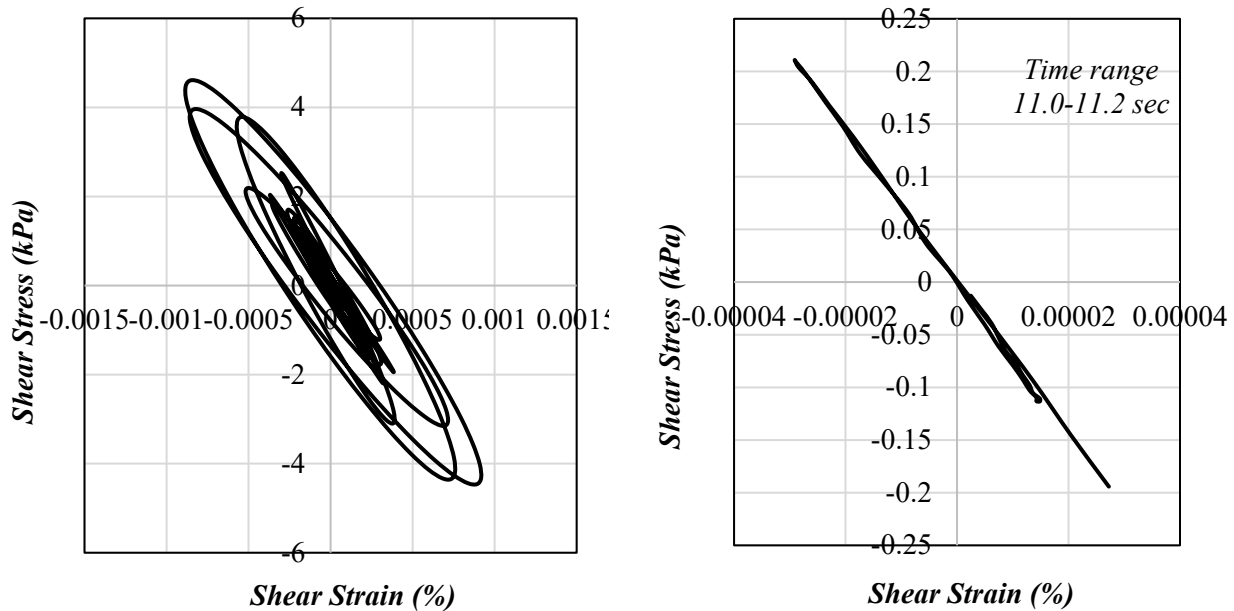 6
4
2
0
-2
-4
-6
-0.0015 -0.001 -0.0005 0 0.0005 0.001 0.0015
Shear Stress (kPa)
Shear Strain (%)
0.25
0.2
0.15
0.1
0.05
0
-0.05
-0.1
-0.15
-0.2
-0.25
-0.00004 -0.00002 0 0.00002 0.00004
Time range
11.0-11.2 sec
Shear Stress (kPa)
Shear Strain (%)